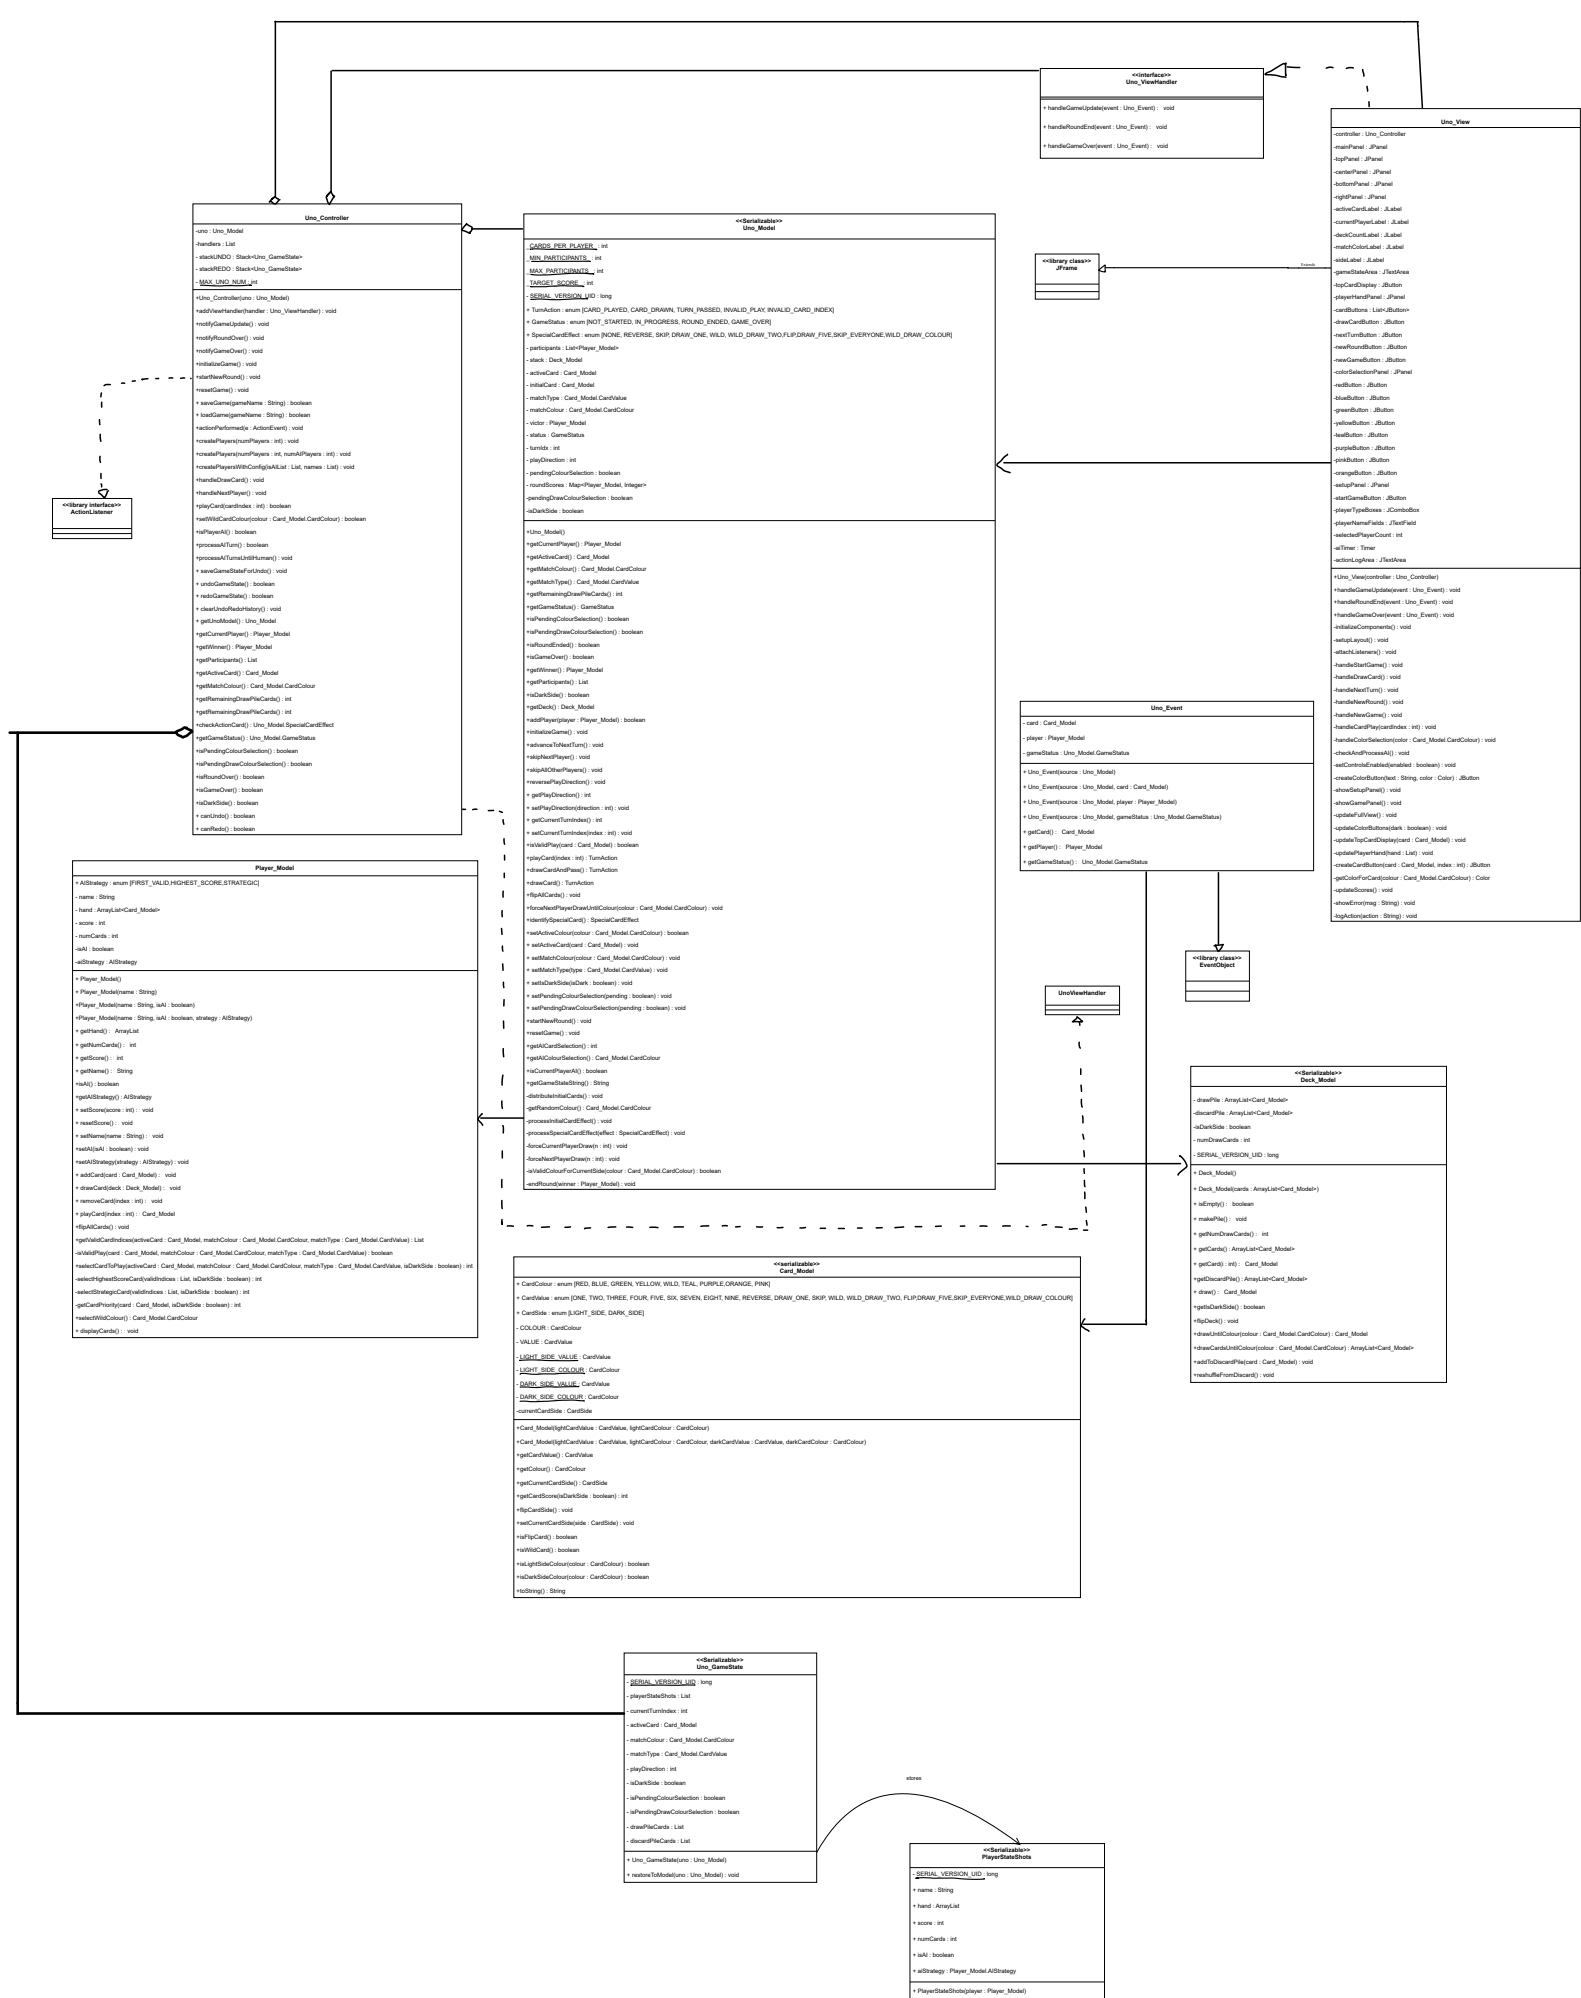 <<interface>>
Uno_ViewHandler
+ handleGameUpdate(event : Uno_Event) : void
+ handleRoundEnd(event : Uno_Event) : void
+ handleGameOver(event : Uno_Event) : void
Uno_View
-controller : Uno_Controller
-mainPanel : JPanel
-topPanel : JPanel
-centerPanel : JPanel
-bottomPanel : JPanel
-rightPanel : JPanel
-activeCardLabel : JLabel
-currentPlayerLabel : JLabel
-deckCountLabel : JLabel
-matchColorLabel : JLabel
-sideLabel : JLabel
-gameStateArea : JTextArea
-topCardDisplay : JButton
-playerHandPanel : JPanel
-cardButtons : List<JButton>
-drawCardButton : JButton
-nextTurnButton : JButton
-newRoundButton : JButton
-newGameButton : JButton
-colorSelectionPanel : JPanel
-redButton : JButton
-blueButton : JButton
-greenButton : JButton
-yellowButton : JButton
-tealButton : JButton
-purpleButton : JButton
-pinkButton : JButton
-orangeButton : JButton
-setupPanel : JPanel
-startGameButton : JButton
-playerTypeBoxes : JComboBox
-playerNameFields : JTextField
-selectedPlayerCount : int
-aiTimer : Timer
-actionLogArea : JTextArea
+Uno_View(controller : Uno_Controller)
+handleGameUpdate(event : Uno_Event) : void
+handleRoundEnd(event : Uno_Event) : void
+handleGameOver(event : Uno_Event) : void
-initializeComponents() : void
-setupLayout() : void
-attachListeners() : void
-handleStartGame() : void
-handleDrawCard() : void
-handleNextTurn() : void
-handleNewRound() : void
-handleNewGame() : void
-handleCardPlay(cardIndex : int) : void
-handleColorSelection(color : Card_Model.CardColour) : void
-checkAndProcessAI() : void
-setControlsEnabled(enabled : boolean) : void
-createColorButton(text : String, color : Color) : JButton
-showSetupPanel() : void
-showGamePanel() : void
-updateFullView() : void
-updateColorButtons(dark : boolean) : void
-updateTopCardDisplay(card : Card_Model) : void
-updatePlayerHand(hand : List) : void
-createCardButton(card : Card_Model, index : int) : JButton
-getColorForCard(colour : Card_Model.CardColour) : Color
-updateScores() : void
-showError(msg : String) : void
-logAction(action : String) : void
Uno_Controller
-uno : Uno_Model
-handlers : List
- stackUNDO : Stack<Uno_GameState>
- stackREDO : Stack<Uno_GameState>
- MAX_UNO_NUM : int
+Uno_Controller(uno : Uno_Model)
+addViewHandler(handler : Uno_ViewHandler) : void
+notifyGameUpdate() : void
+notifyRoundOver() : void
+notifyGameOver() : void
+initializeGame() : void
+startNewRound() : void
+resetGame() : void
+ saveGame(gameName : String) : boolean
+ loadGame(gameName : String) : boolean
+actionPerformed(e : ActionEvent) : void
+createPlayers(numPlayers : int) : void
+createPlayers(numPlayers : int, numAIPlayers : int) : void
+createPlayersWithConfig(isAIList : List, names : List) : void
+handleDrawCard() : void
+handleNextPlayer() : void
+playCard(cardIndex : int) : boolean
+setWildCardColour(colour : Card_Model.CardColour) : boolean
+isPlayerAI() : boolean
+processAITurn() : boolean
+processAITurnsUntilHuman() : void
+ saveGameStateForUndo() : void
+ undoGameState() : boolean
+ redoGameState() : boolean
+ clearUndoRedoHistory() : void
+ getUnoModel() : Uno_Model
+getCurrentPlayer() : Player_Model
+getWinner() : Player_Model
+getParticipants() : List
+getActiveCard() : Card_Model
+getMatchColour() : Card_Model.CardColour
+getRemainingDrawPileCards() : int
+getRemainingDrawPileCards() : int
+checkActionCard() : Uno_Model.SpecialCardEffect
+getGameStatus() : Uno_Model.GameStatus
+isPendingColourSelection() : boolean
+isPendingDrawColourSelection() : boolean
+isRoundOver() : boolean
+isGameOver() : boolean
+isDarkSide() : boolean
+ canUndo() : boolean
+ canRedo() : boolean
<<Serializable>>
Uno_Model
- CARDS_PER_PLAYER : int
- MIN_PARTICIPANTS : int
- MAX_PARTICIPANTS : int
- TARGET_SCORE : int
- SERIAL_VERSION_UID : long
+ TurnAction : enum [CARD_PLAYED, CARD_DRAWN, TURN_PASSED, INVALID_PLAY, INVALID_CARD_INDEX]
+ GameStatus : enum [NOT_STARTED, IN_PROGRESS, ROUND_ENDED, GAME_OVER]
+ SpecialCardEffect : enum [NONE, REVERSE, SKIP, DRAW_ONE, WILD, WILD_DRAW_TWO,FLIP,DRAW_FIVE,SKIP_EVERYONE,WILD_DRAW_COLOUR]
- participants : List<Player_Model>
- stack : Deck_Model
- activeCard : Card_Model
- initialCard : Card_Model
- matchType : Card_Model.CardValue
- matchColour : Card_Model.CardColour
- victor : Player_Model
- status : GameStatus
- turnIdx : int
- playDirection : int
- pendingColourSelection : boolean
- roundScores : Map<Player_Model, Integer>
-pendingDrawColourSelection : boolean
-isDarkSide : boolean
+Uno_Model()
+getCurrentPlayer() : Player_Model
+getActiveCard() : Card_Model
+getMatchColour() : Card_Model.CardColour
+getMatchType() : Card_Model.CardValue
+getRemainingDrawPileCards() : int
+getGameStatus() : GameStatus
+isPendingColourSelection() : boolean
+isPendingDrawColourSelection() : boolean
+isRoundEnded() : boolean
+isGameOver() : boolean
+getWinner() : Player_Model
+getParticipants() : List
+isDarkSide() : boolean
+getDeck() : Deck_Model
+addPlayer(player : Player_Model) : boolean
+initializeGame() : void
+advanceToNextTurn() : void
+skipNextPlayer() : void
+skipAllOtherPlayers() : void
+reversePlayDirection() : void
+ getPlayDirection() : int
+ setPlayDirection(direction : int) : void
+ getCurrentTurnIndex() : int
+ setCurrentTurnIndex(index : int) : void
+isValidPlay(card : Card_Model) : boolean
+playCard(index : int) : TurnAction
+drawCardAndPass() : TurnAction
+drawCard() : TurnAction
+flipAllCards() : void
+forceNextPlayerDrawUntilColour(colour : Card_Model.CardColour) : void
+identifySpecialCard() : SpecialCardEffect
+setActiveColour(colour : Card_Model.CardColour) : boolean
+ setActiveCard(card : Card_Model) : void
+ setMatchColour(colour : Card_Model.CardColour) : void
+ setMatchType(type : Card_Model.CardValue) : void
+ setIsDarkSide(isDark : boolean) : void
+ setPendingColourSelection(pending : boolean) : void
+ setPendingDrawColourSelection(pending : boolean) : void
+startNewRound() : void
+resetGame() : void
+getAICardSelection() : int
+getAIColourSelection() : Card_Model.CardColour
+isCurrentPlayerAI() : boolean
+getGameStateString() : String
-distributeInitialCards() : void
-getRandomColour() : Card_Model.CardColour
-processInitialCardEffect() : void
-processSpecialCardEffect(effect : SpecialCardEffect) : void
-forceCurrentPlayerDraw(n : int) : void
-forceNextPlayerDraw(n : int) : void
-isValidColourForCurrentSide(colour : Card_Model.CardColour) : boolean
-endRound(winner : Player_Model) : void
<<library class>>
JFrame
Extends
<<library interface>>
ActionListener
Uno_Event
- card : Card_Model
- player : Player_Model
- gameStatus : Uno_Model.GameStatus
+ Uno_Event(source : Uno_Model)
+ Uno_Event(source : Uno_Model, card : Card_Model)
+ Uno_Event(source : Uno_Model, player : Player_Model)
+ Uno_Event(source : Uno_Model, gameStatus : Uno_Model.GameStatus)
+ getCard() : Card_Model
+ getPlayer() : Player_Model
+ getGameStatus() : Uno_Model.GameStatus
Player_Model
+ AIStrategy : enum [FIRST_VALID,HIGHEST_SCORE,STRATEGIC]
- name : String
- hand : ArrayList<Card_Model>
- score : int
- numCards : int
-isAI : boolean
-aiStrategy : AIStrategy
+ Player_Model()
+ Player_Model(name : String)
+Player_Model(name : String, isAI : boolean)
+Player_Model(name : String, isAI : boolean, strategy : AIStrategy)
+ getHand() : ArrayList
+ getNumCards() : int
+ getScore() : int
+ getName() : String
+isAI() : boolean
+getAIStrategy() : AIStrategy
+ setScore(score : int) : void
+ resetScore() : void
+ setName(name : String) : void
+setAI(isAI : boolean) : void
+setAIStrategy(strategy : AIStrategy) : void
+ addCard(card : Card_Model) : void
+ drawCard(deck : Deck_Model) : void
+ removeCard(index : int) : void
+ playCard(index : int) : Card_Model
+flipAllCards() : void
+getValidCardIndices(activeCard : Card_Model, matchColour : Card_Model.CardColour, matchType : Card_Model.CardValue) : List
-isValidPlay(card : Card_Model, matchColour : Card_Model.CardColour, matchType : Card_Model.CardValue) : boolean
+selectCardToPlay(activeCard : Card_Model, matchColour : Card_Model.CardColour, matchType : Card_Model.CardValue, isDarkSide : boolean) : int
-selectHighestScoreCard(validIndices : List, isDarkSide : boolean) : int
-selectStrategicCard(validIndices : List, isDarkSide : boolean) : int
-getCardPriority(card : Card_Model, isDarkSide : boolean) : int
+selectWildColour() : Card_Model.CardColour
+ displayCards() : void
<<library class>>
EventObject
UnoViewHandler
<<Serializable>>
Deck_Model
- drawPile : ArrayList<Card_Model>
-discardPile : ArrayList<Card_Model>
-isDarkSide : boolean
- numDrawCards : int
- SERIAL_VERSION_UID : long
+ Deck_Model()
+ Deck_Model(cards : ArrayList<Card_Model>)
+ isEmpty() : boolean
+ makePile() : void
+ getNumDrawCards() : int
+ getCards() : ArrayList<Card_Model>
+ getCard(i : int) : Card_Model
+getDiscardPile() : ArrayList<Card_Model>
+ draw() : Card_Model
+getIsDarkSide() : boolean
+flipDeck() : void
+drawUntilColour(colour : Card_Model.CardColour) : Card_Model
+drawCardsUntilColour(colour : Card_Model.CardColour) : ArrayList<Card_Model>
+addToDiscardPile(card : Card_Model) : void
+reshuffleFromDiscard() : void
<<serializable>>
Card_Model
+ CardColour : enum [RED, BLUE, GREEN, YELLOW, WILD, TEAL, PURPLE,ORANGE, PINK]
+ CardValue : enum [ONE, TWO, THREE, FOUR, FIVE, SIX, SEVEN, EIGHT, NINE, REVERSE, DRAW_ONE, SKIP, WILD, WILD_DRAW_TWO, FLIP,DRAW_FIVE,SKIP_EVERYONE,WILD_DRAW_COLOUR]
+ CardSide : enum [LIGHT_SIDE, DARK_SIDE]
- COLOUR : CardColour
- VALUE : CardValue
- LIGHT_SIDE_VALUE : CardValue
- LIGHT_SIDE_COLOUR : CardColour
- DARK_SIDE_VALUE : CardValue
- DARK_SIDE_COLOUR : CardColour
-currentCardSide : CardSide
+Card_Model(lightCardValue : CardValue, lightCardColour : CardColour)
+Card_Model(lightCardValue : CardValue, lightCardColour : CardColour, darkCardValue : CardValue, darkCardColour : CardColour)
+getCardValue() : CardValue
+getColour() : CardColour
+getCurrentCardSide() : CardSide
+getCardScore(isDarkSide : boolean) : int
+flipCardSide() : void
+setCurrentCardSide(side : CardSide) : void
+isFlipCard() : boolean
+isWildCard() : boolean
+isLightSideColour(colour : CardColour) : boolean
+isDarkSideColour(colour : CardColour) : boolean
+toString() : String
<<Serializable>>
Uno_GameState
- SERIAL_VERSION_UID : long
- playerStateShots : List
- currentTurnIndex : int
- activeCard : Card_Model
- matchColour : Card_Model.CardColour
- matchType : Card_Model.CardValue
- playDirection : int
- isDarkSide : boolean
- isPendingColourSelection : boolean
- isPendingDrawColourSelection : boolean
- drawPileCards : List
- discardPileCards : List
+ Uno_GameState(uno : Uno_Model)
+ restoreToModel(uno : Uno_Model) : void
stores
<<Serializable>>
PlayerStateShots
- SERIAL_VERSION_UID : long
+ name : String
+ hand : ArrayList
+ score : int
+ numCards : int
+ isAI : boolean
+ aiStrategy : Player_Model.AIStrategy
+ PlayerStateShots(player : Player_Model)